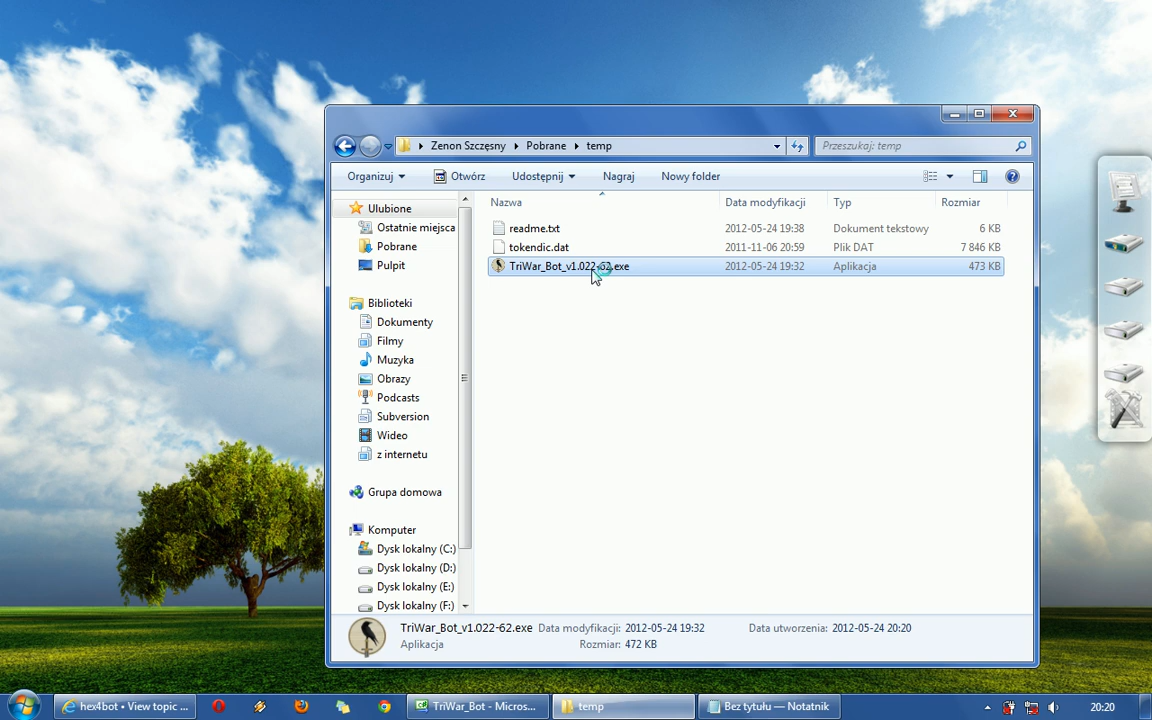 Zenon Szczęsny
Pobrane
temp
Przeszukaj: temp
Organizuj
Otwórz
Udostępnij
Nagraj
Nowy folder
Nazwa
Data modyfikacji
Typ
Rozmiar
readme.txt
2012-05-24 19:38
Dokument tekstowy
6 KB
tokendic.dat
2011-11-06 20:59
Plik DAT
7 846 KB
TriWar_Bot_v1.022-62.exe
2012-05-24 19:32
Aplikacja
473 KB
Ulubione
Ostatnie miejsca
Pobrane
Pulpit
Biblioteki
Dokumenty
Filmy
Muzyka
Obrazy
Podcasts
Subversion
Wideo
z internetu
Grupa domowa
Komputer
Dysk lokalny (C:)
Dysk lokalny (D:)
Dysk lokalny (E:)
Dysk lokalny (F:)
TriWar_Bot_v1.022-62.exe
Data modyfikacji: 2012-05-24 19:32
Data utworzenia: 2012-05-24 20:20
Aplikacja
Rozmiar: 472 KB
hex4bot • View topic ...
TriWar_Bot - Micros...
temp
Bez tytułu — Notatnik
20:20